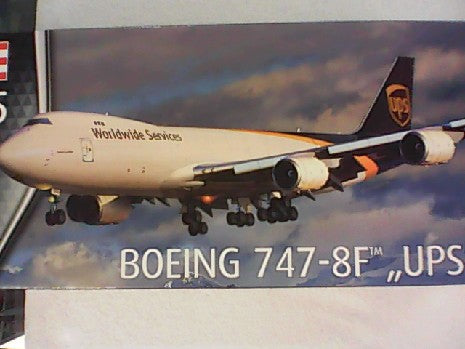 ups
Worldwide Services
BOEING 747-8F™ „UPS